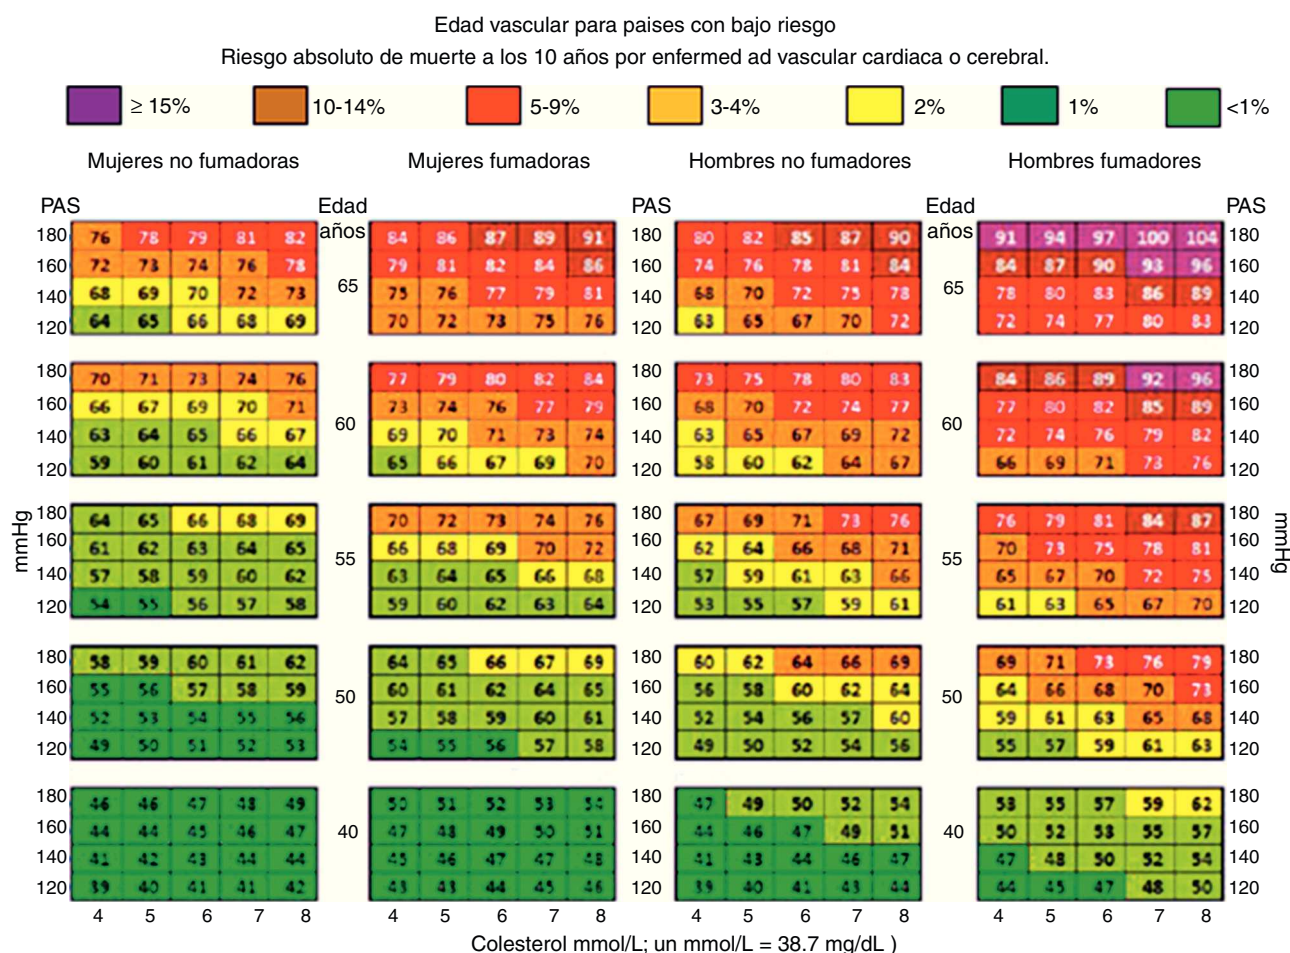 Edad vascular para paises con bajo riesgo
Riesgo absoluto de muerte a los 10 años por enfermed ad vascular cardiaca o cerebral.
≥ 15% 10-14% 5-9% 3-4% 2% 1% <1%
Mujeres no fumadoras Mujeres fumadoras Hombres no fumadores Hombres fumadores
PAS Edad años PAS Edad años PAS
180 76 78 79 81 82 84 86 87 89 91 180 80 82 85 87 90 91 94 97 100 104 180
160 72 73 74 76 78 79 81 82 84 86 160 74 76 78 81 84 84 87 90 93 96 160
65 65
140 68 69 70 72 73 75 76 77 79 81 140 68 70 72 75 78 78 80 83 86 89 140
120 64 65 66 68 69 70 72 73 75 76 120 63 65 67 70 72 72 74 77 80 83 120
180 70 71 73 74 76 77 79 80 82 84 180 73 75 78 80 83 84 86 89 92 96 180
160 66 67 69 70 71 73 74 76 77 79 160 68 70 72 74 77 77 80 82 85 89 160
60 60
140 63 64 65 66 67 69 70 71 73 74 140 63 65 67 69 72 72 74 76 79 82 140
120 59 60 61 62 64 65 66 67 69 70 120 58 60 62 64 67 66 69 71 73 76 120
mmHg mmHg
180 64 65 66 68 69 70 72 73 74 76 180 67 69 71 73 76 76 79 81 84 87 180
160 61 62 63 64 65 66 68 69 70 72 160 62 64 66 68 71 70 73 75 78 81 160
55 55
140 57 58 59 60 62 63 64 65 66 68 140 57 59 61 63 66 65 67 70 72 75 140
120 54 55 56 57 58 59 60 62 63 64 120 53 55 57 59 61 61 63 65 67 70 120
180 58 59 60 61 62 64 65 66 67 69 180 60 62 64 66 69 69 71 73 76 79 180
160 55 56 57 58 59 60 61 62 64 65 160 56 58 60 62 64 64 66 68 70 73 160
50 50
140 52 53 54 55 56 57 58 59 60 61 140 52 54 56 57 60 59 61 63 65 68 140
120 49 50 51 52 53 54 55 56 57 58 120 49 50 52 54 56 55 57 59 61 63 120
180 46 46 47 48 49 50 51 52 53 54 180 47 49 50 52 54 53 55 57 59 62 180
160 44 44 45 46 47 47 48 49 50 51 160 44 46 47 49 51 50 52 53 55 57 160
40 40
140 41 42 43 44 44 45 46 47 47 48 140 41 43 44 46 47 47 48 50 52 54 140
120 39 40 41 41 42 43 43 44 45 46 120 39 40 41 43 44 44 45 47 48 50 120
4 5 6 7 8 4 5 6 7 8 4 5 6 7 8 4 5 6 7 8
Colesterol mmol/L; un mmol/L = 38.7 mg/dL )